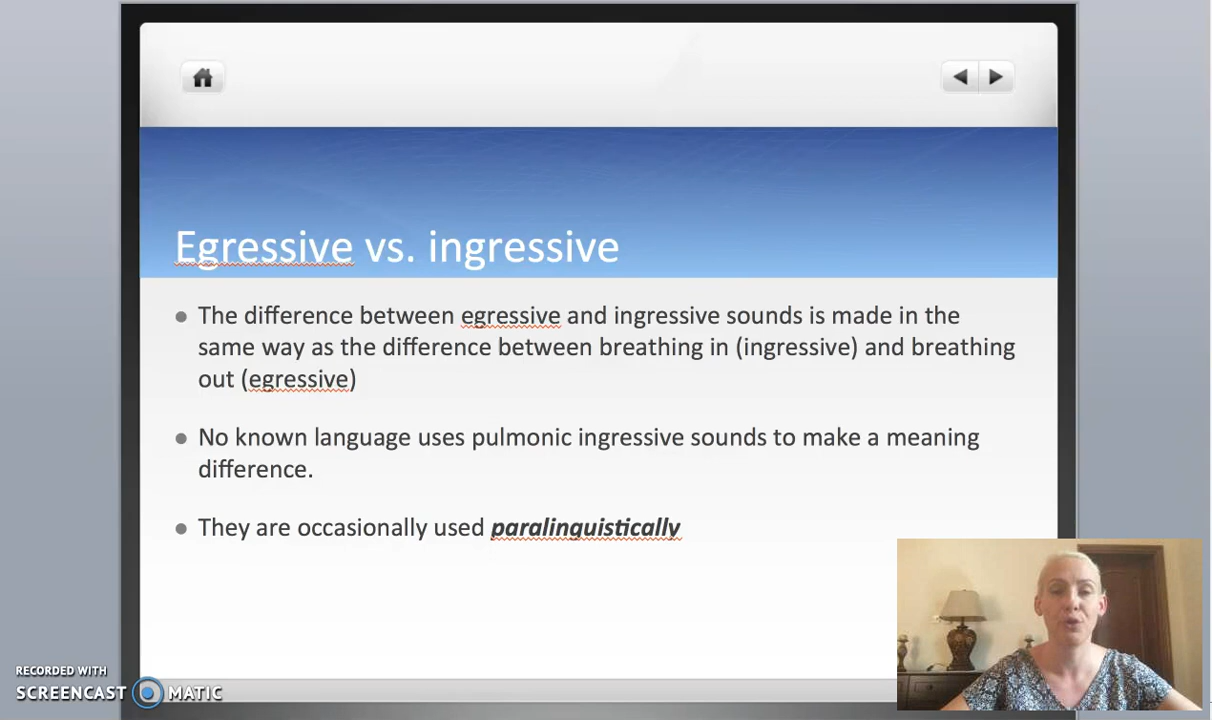 Egressive vs. ingressive
The difference between egressive and ingressive sounds is made in the
same way as the difference between breathing in (ingressive) and breathing
out (egressive)
No known language uses pulmonic ingressive sounds to make a meaning
difference.
They are occasionally used paralinguistically
RECORDED WITH
SCREENCAST MATIC